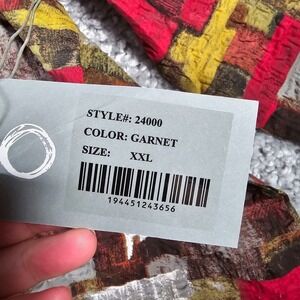 STYLE#: 24000
COLOR: GARNET
SIZE: XXL
194451243656